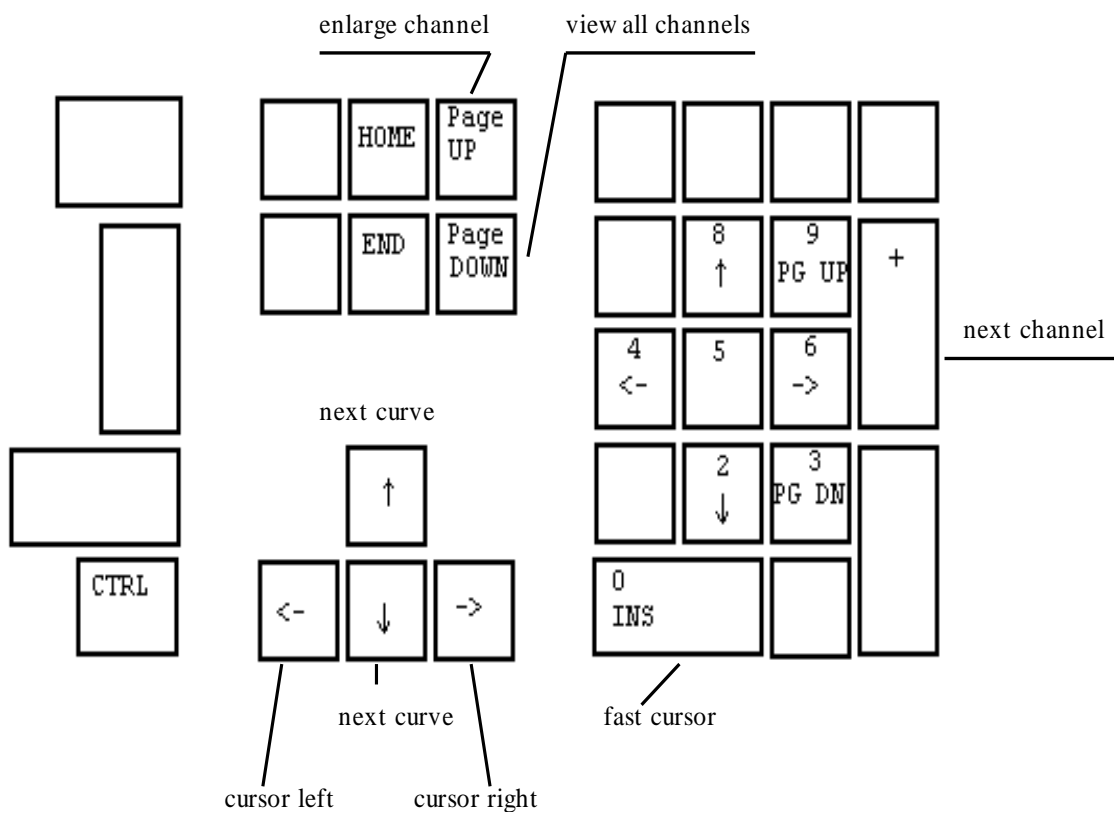 enlarge channel
view all channels
HOME
Page
UP
END
Page
DOWN
8
↑
9
PG UP
+
next channel
4
<-
5
6
->
next curve
↑
2
↓
3
PG DN
CTRL
<-
↓
->
0
INS
next curve
fast cursor
cursor left
cursor right